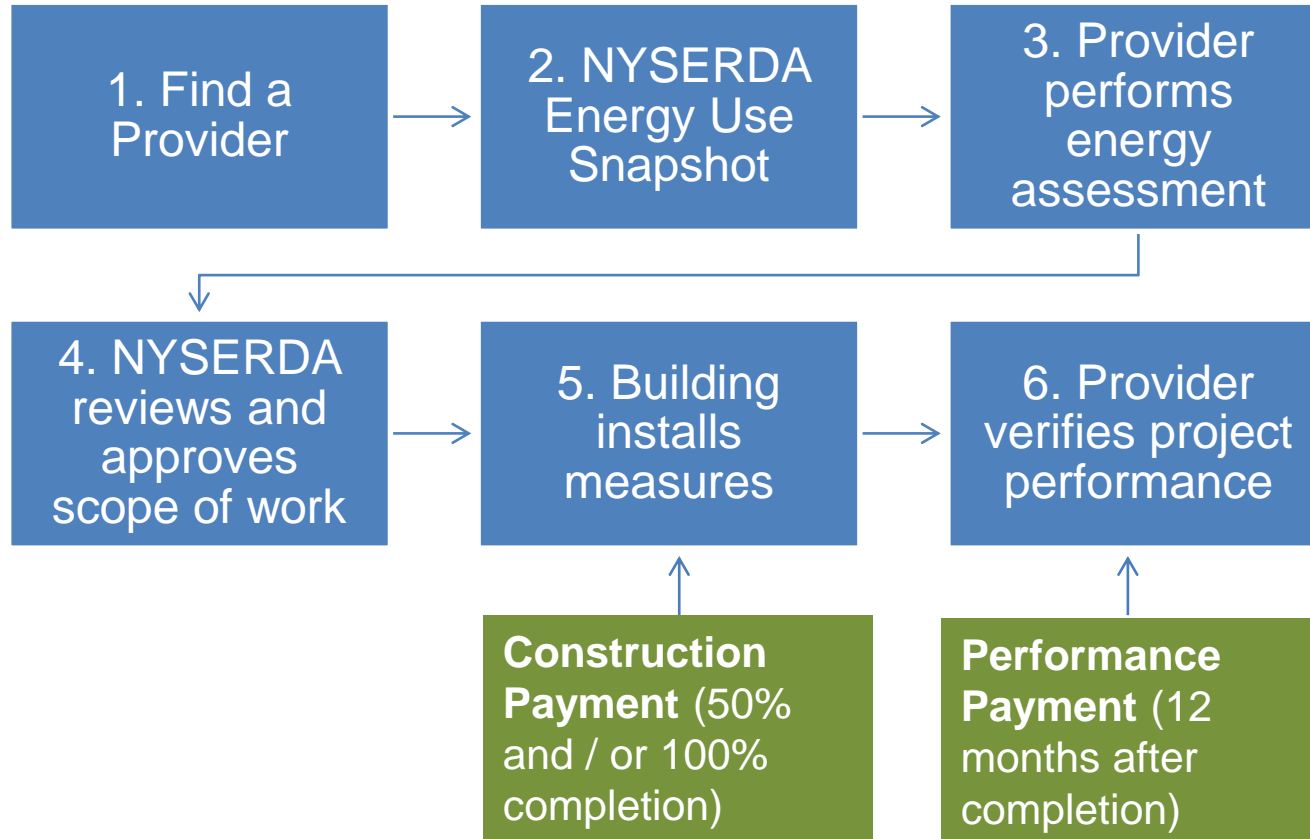 1. Find a
Provider
2. NYSERDA
Energy Use
Snapshot
3. Provider
performs
energy
assessment
4. NYSERDA
reviews and
approves
scope of work
5. Building
installs
measures
6. Provider
verifies project
performance
Construction
Payment (50%
and / or 100%
completion)
Performance
Payment (12
months after
completion)